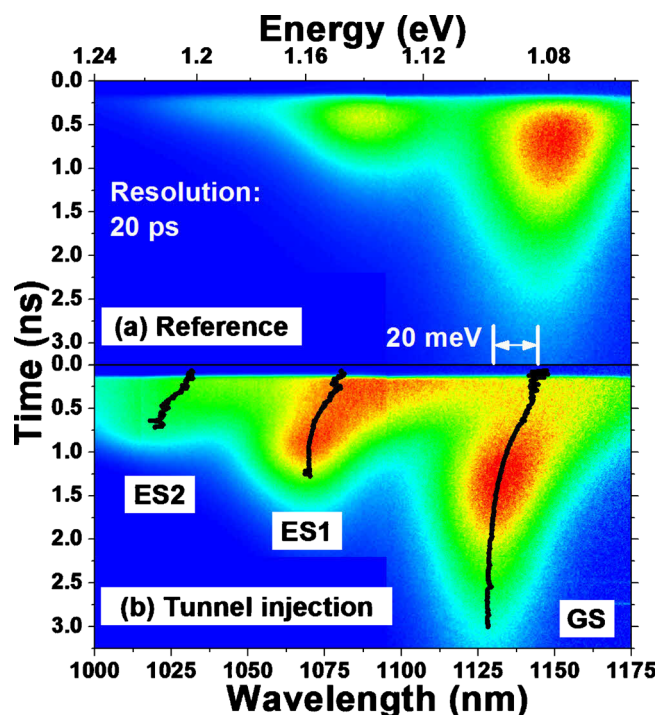 Energy (eV)
1.24 1.2 1.16 1.12 1.08
0.0
0.5
1.0
1.5
2.0
2.5
3.0
Resolution:
20 ps
(a) Reference
20 meV
Time (ns)
0.0
0.5
1.0
1.5
2.0
2.5
3.0
ES2
ES1
GS
(b) Tunnel injection
1000 1025 1075 1100 1125 1150 1175
Wavelength (nm)